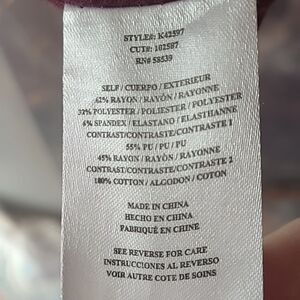 STYLE#: K42597
CUT#: 102587
RN# 58539
SELF / CUERPO / EXTERIEUR
62% RAYON / RAYÓN / RAYONNE
32% POLYESTER / POLIESTER / POLYESTER
6% SPANDEX / ELASTANO / ELASTHANNE
CONTRAST/CONTRASTE/CONTRASTE 1
55% PU / PU / PU
45% RAYON / RAYÓN / RAYONNE
CONTRAST/CONTRASTE/CONTRASTE 2
100% COTTON / ALGODON / COTON
MADE IN CHINA
HECHO EN CHINA
FABRIQUÉ EN CHINE
SEE REVERSE FOR CARE
INSTRUCCIONES AL REVERSO
VOIR AUTRE COTE DE SOINS